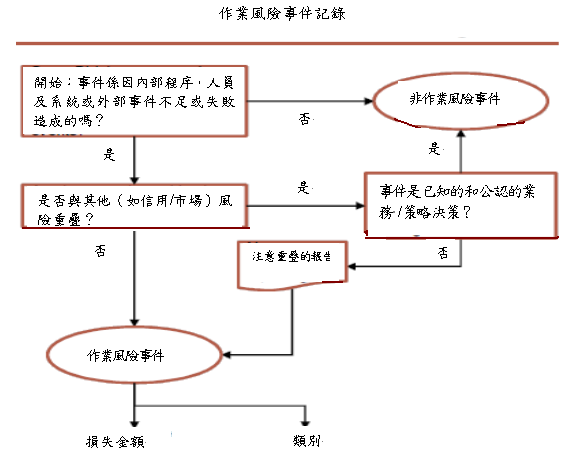 作業風險事件記錄
開始：事件係因內部程序，人員
及系統或外部事件不足或失敗
造成的嗎？
否
非作業風險事件
是
是
是否與其他（如信用/市場）風
險重疊？
是
事件是已知的和公認的業
務/策略決策？
否
注意重疊的報告
否
作業風險事件
損失金額
類別